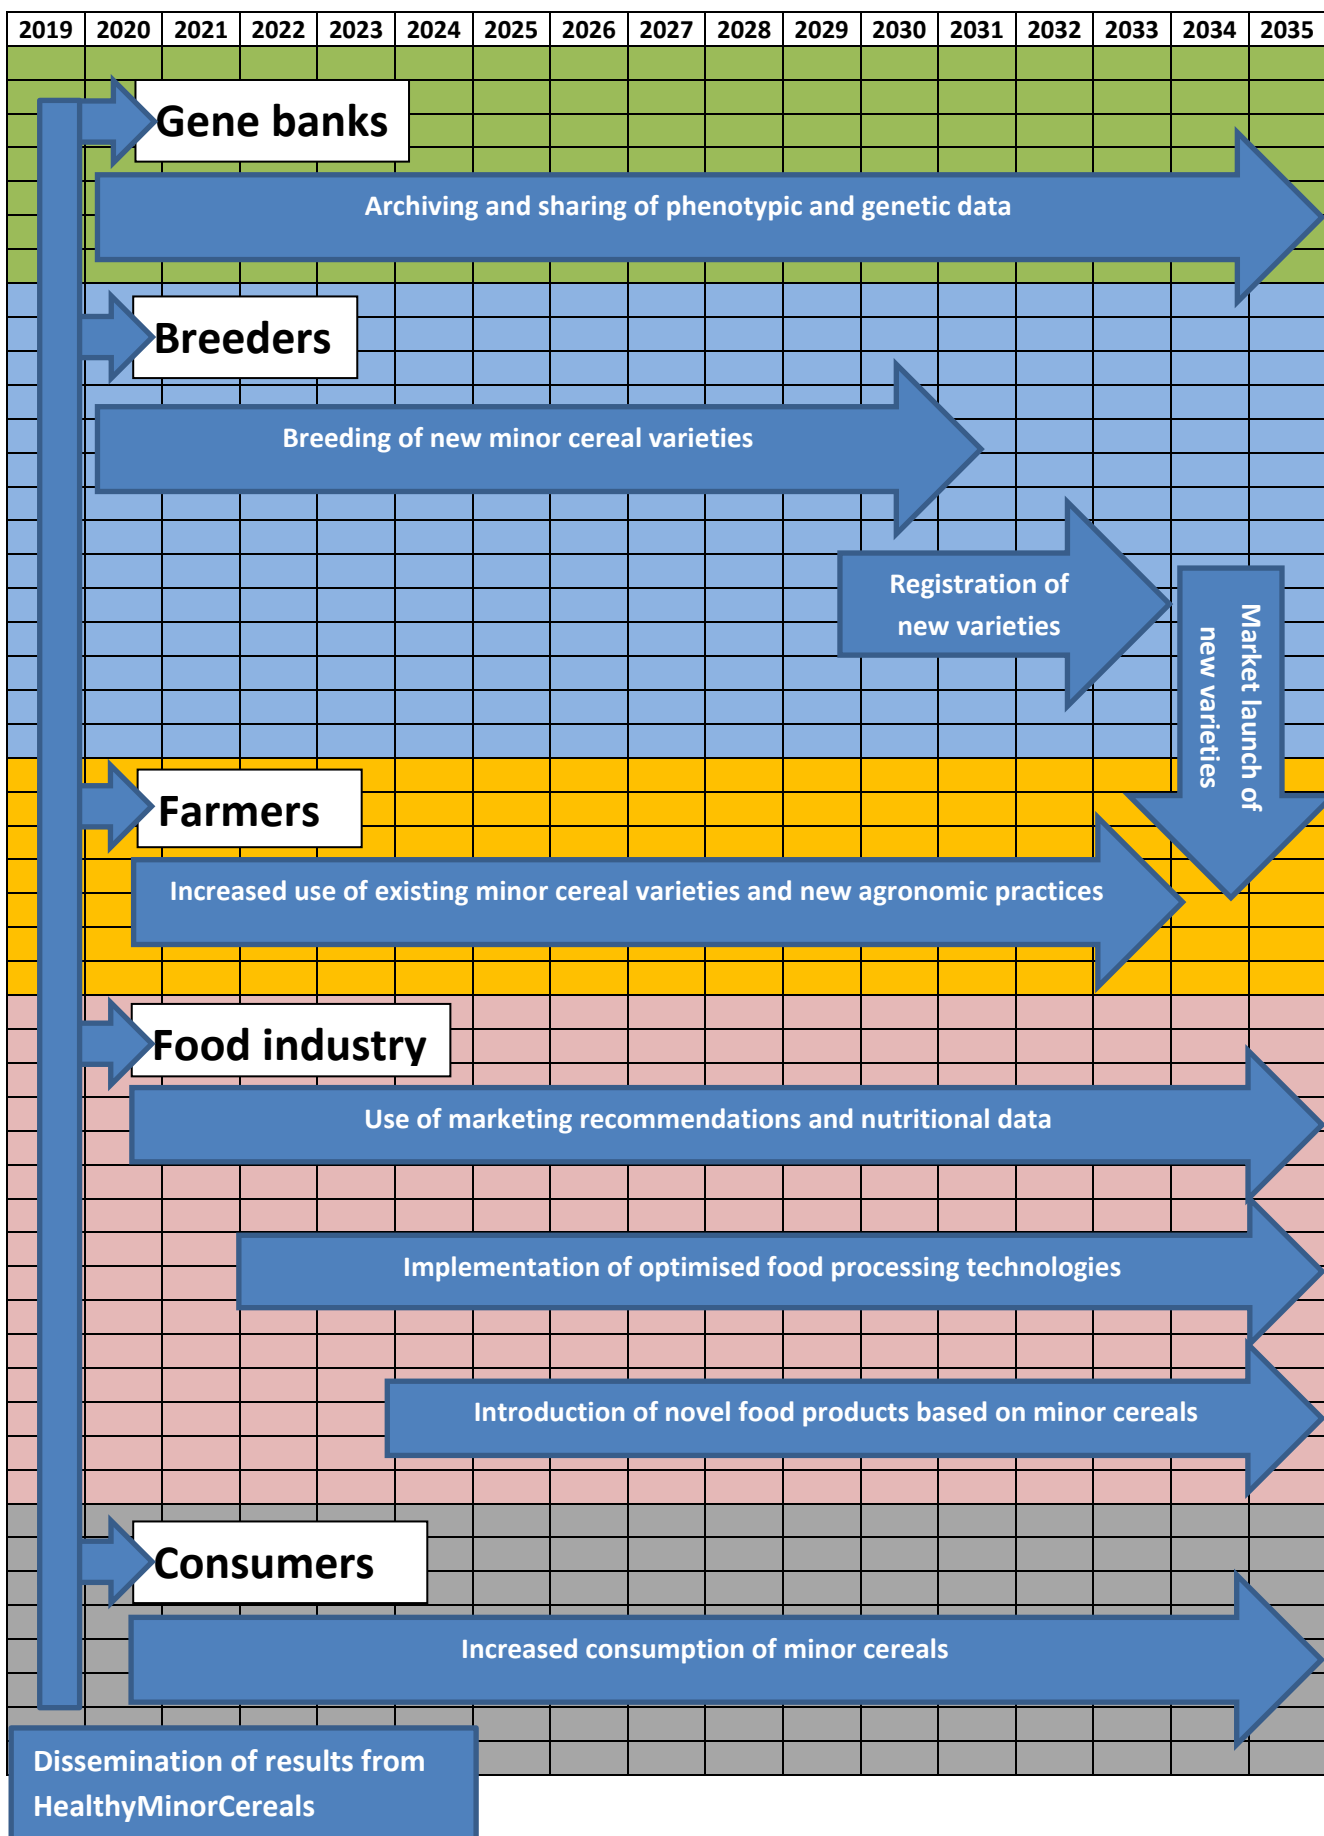 2019 2020 2021 2022 2023 2024 2025 2026 2027 2028 2029 2030 2031 2032 2033 2034 2035
Gene banks
Archiving and sharing of phenotypic and genetic data
Breeders
Breeding of new minor cereal varieties
Registration of
new varieties
Market launch of
new varieties
Farmers
Increased use of existing minor cereal varieties and new agronomic practices
Food industry
Use of marketing recommendations and nutritional data
Implementation of optimised food processing technologies
Introduction of novel food products based on minor cereals
Consumers
Increased consumption of minor cereals
Dissemination of results from
HealthyMinorCereals